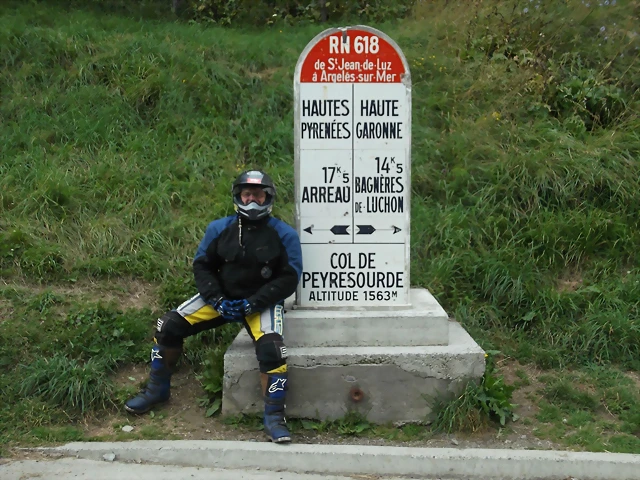 RN 618
de St Jean-de-Luz
à Argelès-sur-Mer
HAUTES
PYRENÉES
HAUTE
GARONNE
17K5
ARREAU
14K5
BAGNÈRES
DE-LUCHON
COL DE
PEYRESOURDE
ALTITUDE 1563M